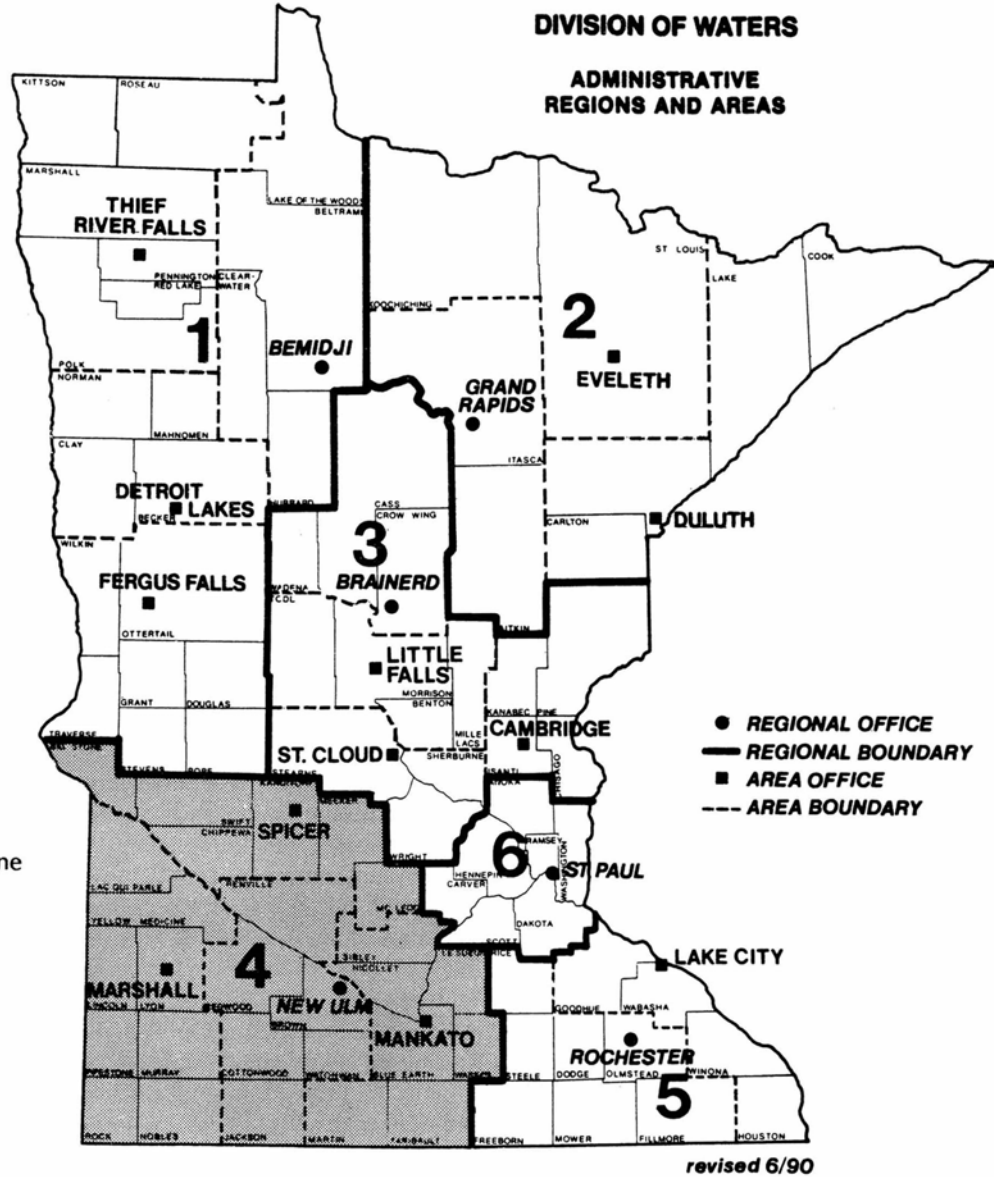 DIVISION OF WATERS
ADMINISTRATIVE
REGIONS AND AREAS
KITTSON
ROSEAU
MARSHALL
LAKE OF THE WOODS
BELTRAMI
THIEF
RIVER FALLS
PENNINGTON
CLEAR-
WATER
RED LAKE
1
POLK
NORMAN
BEMIDJI
MAHNOMEN
CLAY
DETROIT
LAKES
BECKER
HUBBARD
WILKIN
FERGUS FALLS
OTTERTAIL
GRANT
DOUGLAS
TRAVERSE
STEVENS
POPE
KOOCHICHING
ST LOUIS
LAKE
COOK
2
EVELETH
GRAND
RAPIDS
ITASCA
CARLTON
DULUTH
AITKIN
CASS
CROW WING
3
BRAINERD
WADENA
TODD
LITTLE
FALLS
MORRISON
BENTON
MILLE
LACS
ST. CLOUD
SHERBURNE
STEARNS
WRIGHT
KANABEC
PINE
CAMBRIDGE
ISANTI
CHISAGO
ANOKA
6
RAMSEY
HENNEPIN
CARVER
WASHINGTON
ST PAUL
DAKOTA
SCOTT
REGIONAL OFFICE
REGIONAL BOUNDARY
AREA OFFICE
AREA BOUNDARY
ne
KANDIYOHI
MEEKER
SWIFT
CHIPPEWA
SPICER
LAC QUI PARLE
RENVILLE
MC LEOD
YELLOW MEDICINE
SIBLEY
NICOLLET
LE SUEUR
RICE
4
MARSHALL
LINCOLN
LYON
REDWOOD
NEW ULM
BROWN
MANKATO
PIPESTONE
MURRAY
COTTONWOOD
WATONWAN
BLUE EARTH
WASECA
ROCK
NOBLES
JACKSON
MARTIN
FARIBAULT
LAKE CITY
GOODHUE
WABASHA
ROCHESTER
STEELE
DODGE
OLMSTEAD
WINONA
5
FREEBORN
MOWER
FILLMORE
HOUSTON
revised 6/90